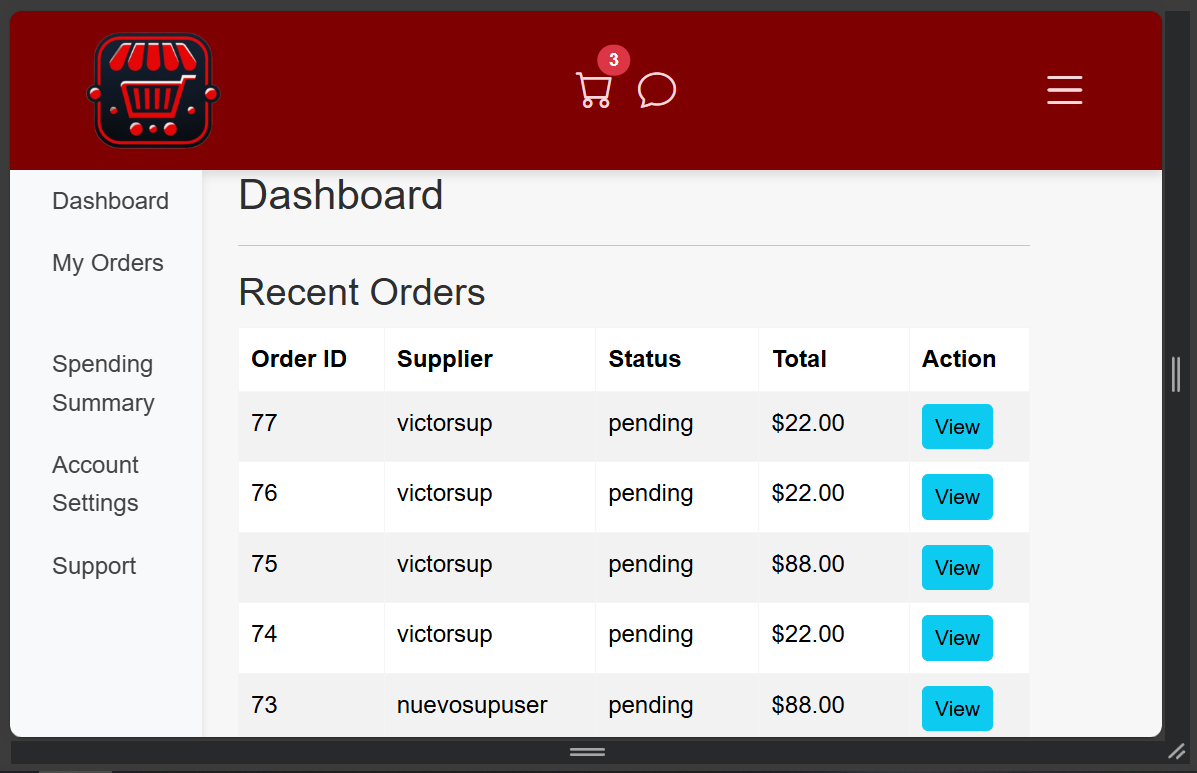 3
Dashboard
My Orders
Spending
Summary
Account
Settings
Support
Dashboard
Recent Orders
Order ID Supplier Status Total Action
77 victorsup pending $22.00 View
76 victorsup pending $22.00 View
75 victorsup pending $88.00 View
74 victorsup pending $22.00 View
73 nuevosupuser pending $88.00 View